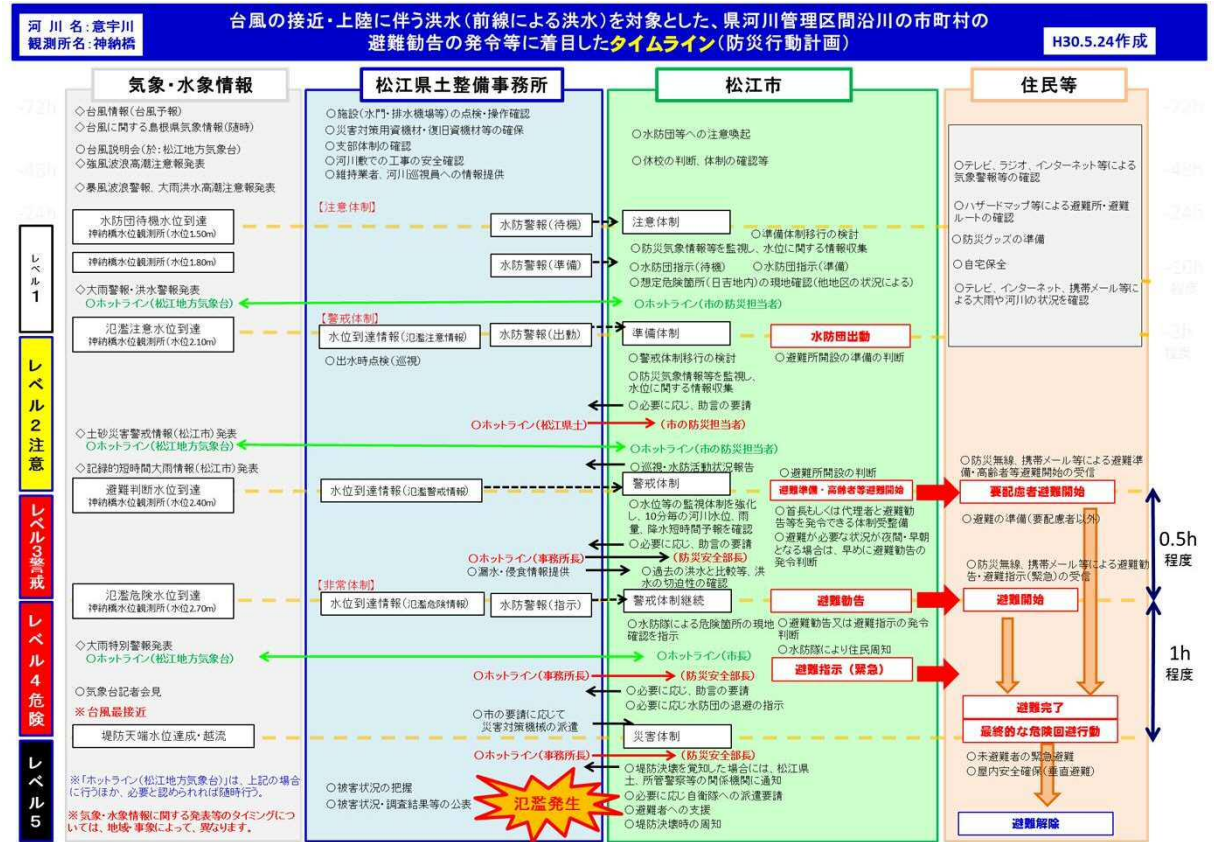 河川名:意宇川
観測所名:神納橋
台風の接近・上陸に伴う洪水(前線による洪水)を対象とした、県河川管理区間沿川の市町村の
避難勧告の発令等に着目したタイムライン(防災行動計画)
H30.5.24作成
気象・水象情報
◇台風情報(台風予報)
◇台風に関する島根県気象情報(随時)
○台風説明会(於:松江地方気象台)
◇強風波浪高潮注意報発表
◇暴風波浪警報、大雨洪水高潮注意報発表
水防団待機水位到達
神納橋水位観測所(水位1.50m)
神納橋水位観測所(水位1.80m)
◇大雨警報・洪水警報発表
○ホットライン(松江地方気象台)
氾濫注意水位到達
神納橋水位観測所(水位2.10m)
◇土砂災害警戒情報(松江市)発表
○ホットライン(松江地方気象台)
◇記録的短時間大雨情報(松江市)発表
避難判断水位到達
神納橋水位観測所(水位2.40m)
氾濫危険水位到達
神納橋水位観測所(水位2.70m)
◇大雨特別警報発表
○ホットライン(松江地方気象台)
○気象台記者会見
※台風最接近
堤防天端水位達成・越流
※「ホットライン(松江地方気象台)」は、上記の場合
に行うほか、必要と認められれば随時行う。
※気象・水象情報に関する発表等のタイミングにつ
いては、地域・事象によって、異なります。
レベル1
レベル2注意
レベル3警戒
レベル4危険
レベル5
松江県土整備事務所
○施設(水門・排水機場等)の点検・操作確認
○災害対策用資機材・復旧資機材等の確保
○支部体制の確認
○河川敷での工事の安全確認
○維持業者、河川巡視員への情報提供
【注意体制】
水防警報(待機)
水防警報(準備)
【警戒体制】
水位到達情報(氾濫注意情報)
水防警報(出動)
○出水時点検(巡視)
○ホットライン(松江県土)
水位到達情報(氾濫警戒情報)
○ホットライン(事務所長)
○漏水・侵食情報提供
【非常体制】
水位到達情報(氾濫危険情報)
水防警報(指示)
○ホットライン(事務所長)
○市の要請に応じて
災害対策機械の派遣
○ホットライン(事務所長)
○被害状況の把握
○被害状況・調査結果等の公表
氾濫発生
松江市
○水防団等への注意喚起
○休校の判断、体制の確認等
注意体制
○準備体制移行の検討
○防災気象情報等を監視し、水位に関する情報収集
○水防団指示(待機)
○水防団指示(準備)
○想定危険箇所(日吉地内)の現地確認(他地区の状況による)
○ホットライン(市の防災担当者)
準備体制
水防団出動
○警戒体制移行の検討
○避難所開設の準備の判断
○防災気象情報等を監視し、
水位に関する情報収集
○必要に応じ、助言の要請
(市の防災担当者)
○ホットライン(市の防災担当者)
○巡視・水防活動状況報告
○避難所開設の判断
警戒体制
避難準備・高齢者等避難開始
○水位等の監視体制を強化
し、10分毎の河川水位、雨
量、降水短時間予報を確認
○必要に応じ、助言の要請
(防災安全部長)
○過去の洪水と比較等、洪
水の切迫性の確認
○首長もしくは代理者と避難勧
告等を発令できる体制受整備
○避難が必要な状況が夜間・早朝
となる場合は、早めに避難勧告の
発令判断
警戒体制継続
避難勧告
○水防隊による危険箇所の現地
確認を指示
○避難勧告又は避難指示の発令
判断
○水防隊により住民周知
○ホットライン(市長)
避難指示(緊急)
(防災安全部長)
○必要に応じ、助言の要請
○必要に応じ水防団の退避の指示
災害体制
(防災安全部長)
○堤防決壊を覚知した場合には、松江県
土、所管警察等の関係機関に通知
○必要に応じ自衛隊への派遣要請
○避難者への支援
○堤防決壊時の周知
住民等
○テレビ、ラジオ、インターネット等による
気象警報等の確認
○ハザードマップ等による避難所・避難
ルートの確認
○防災グッズの準備
○自宅保全
○テレビ、インターネット、携帯メール等に
よる大雨や河川の状況を確認
○防災無線、携帯メール等による避難準
備・高齢者等避難開始の受信
要配慮者避難開始
○避難の準備(要配慮者以外)
○防災無線、携帯メール等による避難勧
告・避難指示(緊急)の受信
避難開始
避難完了
最終的な危険回避行動
○未避難者の緊急避難
○屋内安全確保(垂直避難)
避難解除
0.5h
程度
1h
程度
-72h
-48h
-24h
-72h
-48h
-24h
程度
程度